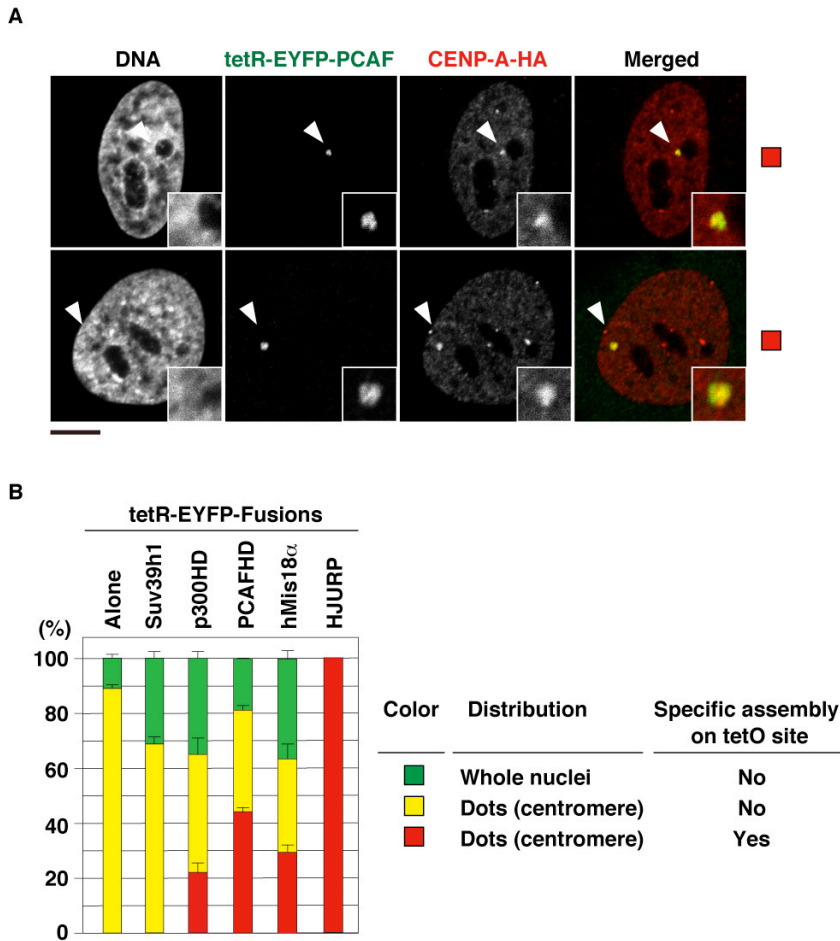 A
DNA
tetR-EYFP-PCAF
CENP-A-HA
Merged
B
tetR-EYFP-Fusions
Alone
Suv39h1
p300HD
PCAFHD
hMis18α
HJURP
(%)
100
80
60
40
20
0
Color Distribution Specific assembly
on tetO site
Whole nuclei No
Dots (centromere) No
Dots (centromere) Yes